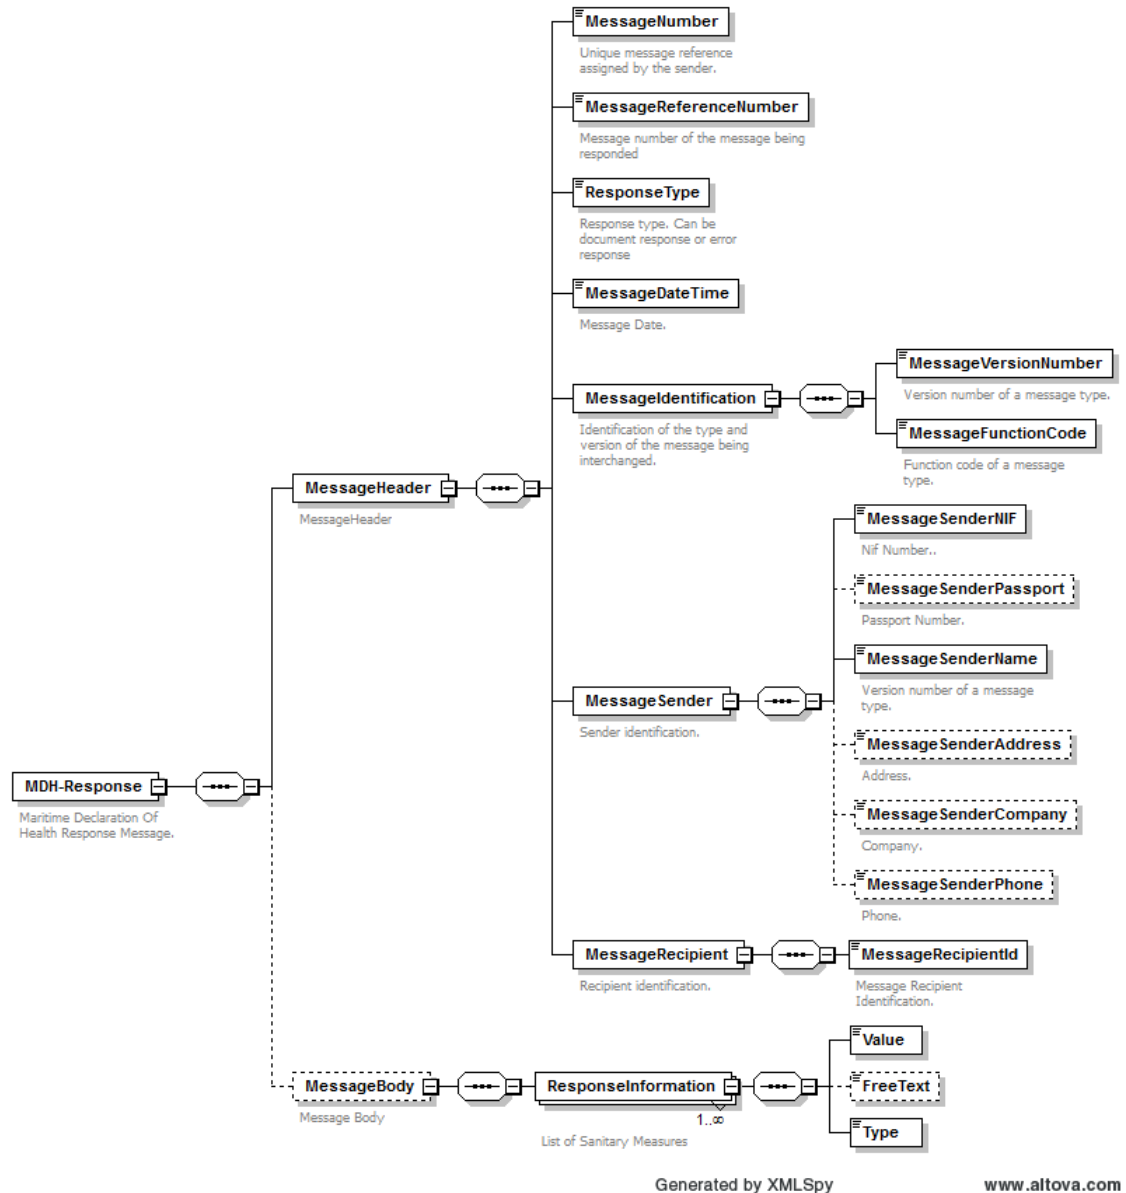 MessageNumber
Unique message reference
assigned by the sender.
MessageReferenceNumber
Message number of the message being
responded
ResponseType
Response type. Can be
document response or error
response
MessageDateTime
Message Date.
MessageIdentification
Identification of the type and
version of the message being
interchanged.
MessageVersionNumber
Version number of a message type.
MessageFunctionCode
Function code of a message
type.
MessageHeader
MessageHeader
MessageSenderNIF
Nif Number..
MessageSenderPassport
Passport Number.
MessageSenderName
Version number of a message
type.
MessageSender
Sender identification.
MessageSenderAddress
Address.
MessageSenderCompany
Company.
MessageSenderPhone
Phone.
MDH-Response
Maritime Declaration Of
Health Response Message.
MessageRecipient
Recipient identification.
MessageRecipientId
Message Recipient
Identification.
MessageBody
Message Body
ResponseInformation
1..∞
List of Sanitary Measures
Value
FreeText
Type
Generated by XMLSpy
www.altova.com